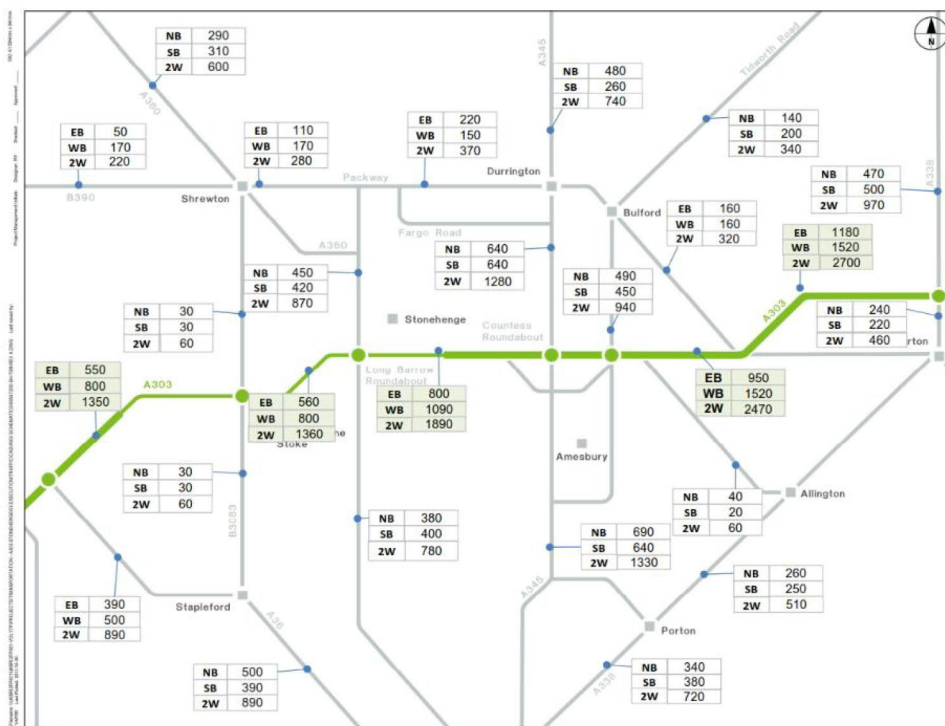 NB 290
SB 310
2W 600
A360
A345
Tidworth Road
N
NB 480
SB 260
2W 740
EB 50
WB 170
2W 220
EB 110
WB 170
2W 280
EB 220
WB 150
2W 370
NB 140
SB 200
2W 340
NB 470
SB 500
2W 970
A338
B390
Shrewton
Packway
Durrington
Bulford
Fargo Road
A360
EB 160
WB 160
2W 320
EB 1180
WB 1520
2W 2700
NB 450
SB 420
2W 870
NB 640
SB 640
2W 1280
NB 490
SB 450
2W 940
NB 30
SB 30
2W 60
Stonehenge
Countess
Roundabout
A303
NB 240
SB 220
2W 460
EB 550
WB 800
2W 1350
A303
Long Barrow
Roundabout
EB 560
WB 800
2W 1360
Stoke
EB 800
WB 1090
2W 1890
EB 950
WB 1520
2W 2470
Amesbury
NB 30
SB 30
2W 60
B3083
NB 40
SB 20
2W 60
Allington
NB 380
SB 400
2W 780
NB 690
SB 640
2W 1330
A345
NB 260
SB 250
2W 510
EB 390
WB 500
2W 890
Stapleford
A36
Porton
NB 500
SB 390
2W 890
A338
NB 340
SB 380
2W 720